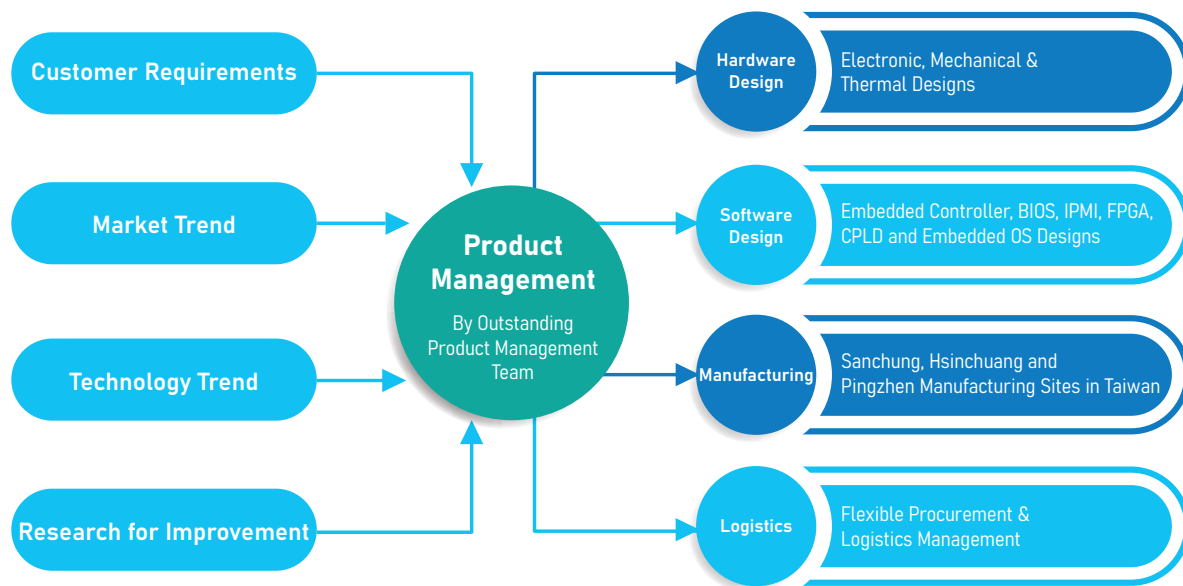 Customer Requirements
Market Trend
Technology Trend
Research for Improvement
Product
Management
By Outstanding
Product Management
Team
Hardware
Design
Electronic, Mechanical &
Thermal Designs
Software
Design
Embedded Controller, BIOS, IPMI, FPGA,
CPLD and Embedded OS Designs
Manufacturing
Sanchung, Hsinchuang and
Pingzhen Manufacturing Sites in Taiwan
Logistics
Flexible Procurement &
Logistics Management